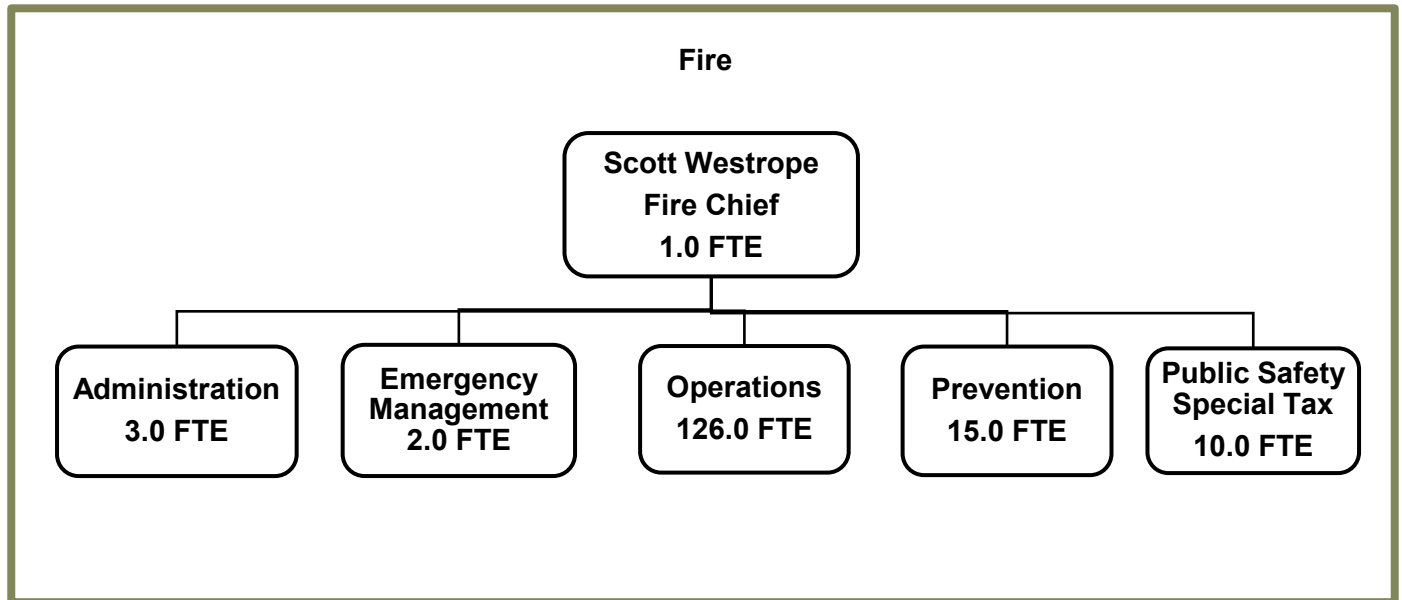 Fire
Scott Westrope
Fire Chief
1.0 FTE
Administration
3.0 FTE
Emergency
Management
2.0 FTE
Operations
126.0 FTE
Prevention
15.0 FTE
Public Safety
Special Tax
10.0 FTE